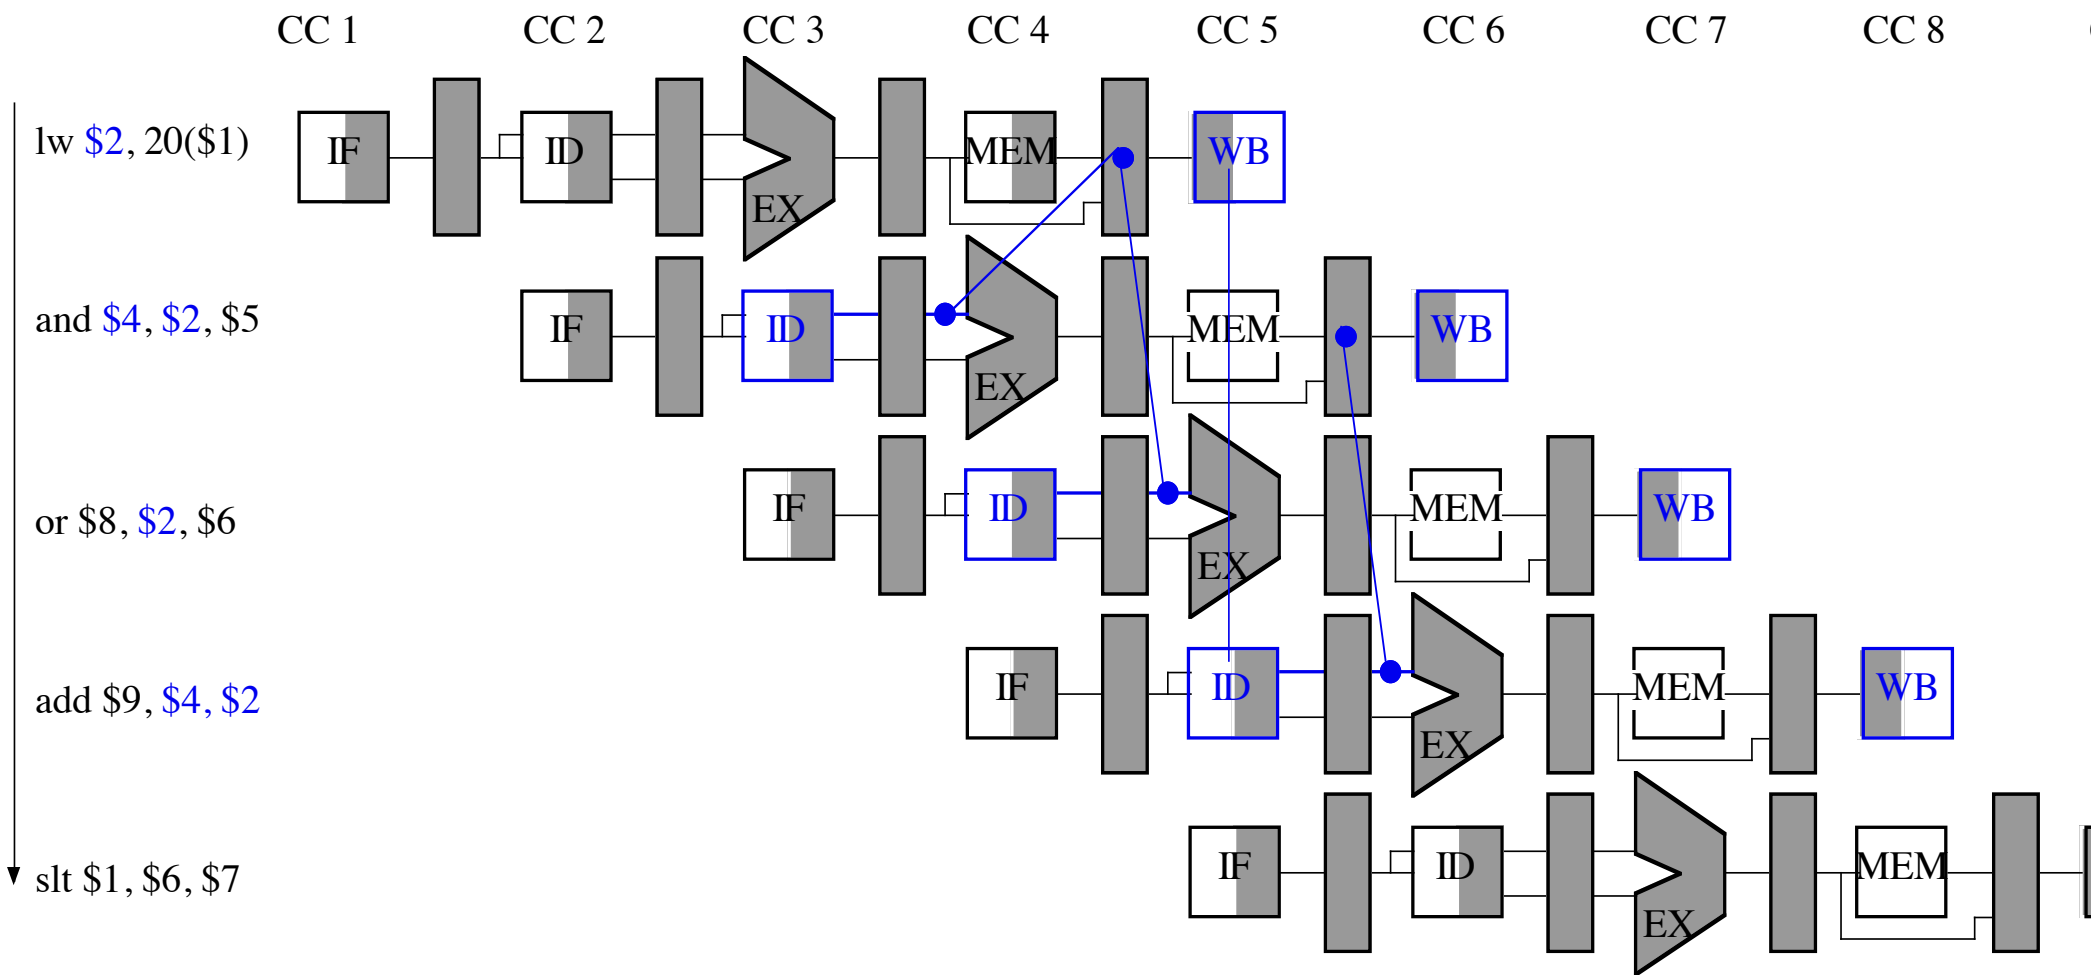 CC 1 CC 2 CC 3 CC 4 CC 5 CC 6 CC 7 CC 8
lw $2, 20($1) IF ID EX MEM WB
and $4, $2, $5 IF ID EX MEM WB
or $8, $2, $6 IF ID EX MEM WB
add $9, $4, $2 IF ID EX MEM WB
slt $1, $6, $7 IF ID EX MEM